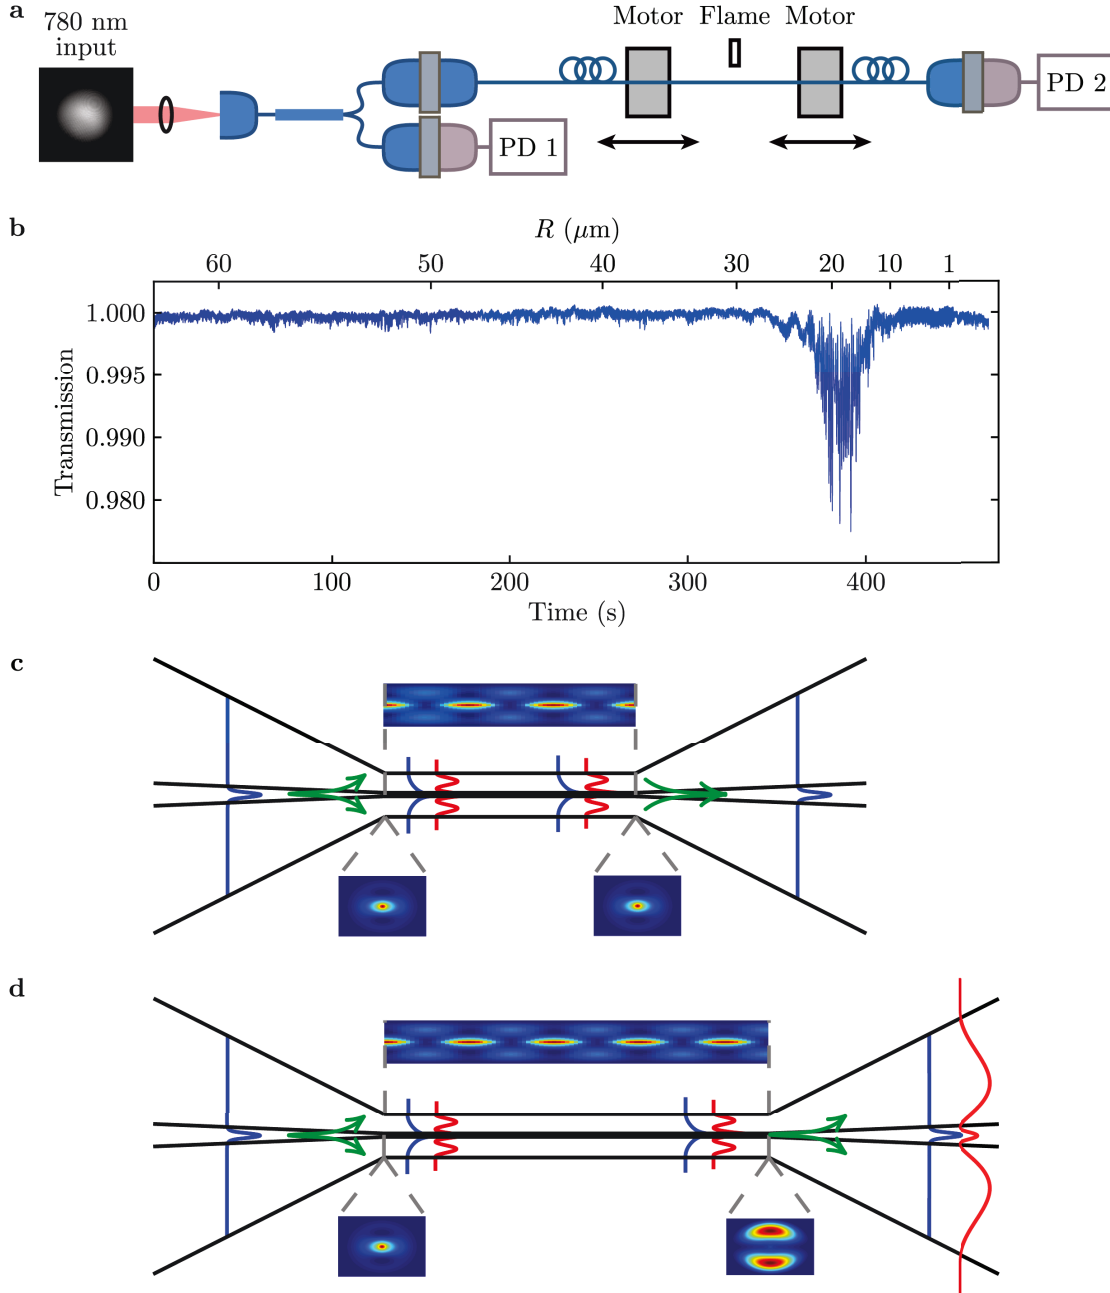 a
780 nm
input
Motor Flame Motor
PD 1
PD 2
b
R (μm)
60 50 40 30 20 10 1
Transmission
1.000
0.995
0.990
0.980
0 100 200 300 400
Time (s)
c
d